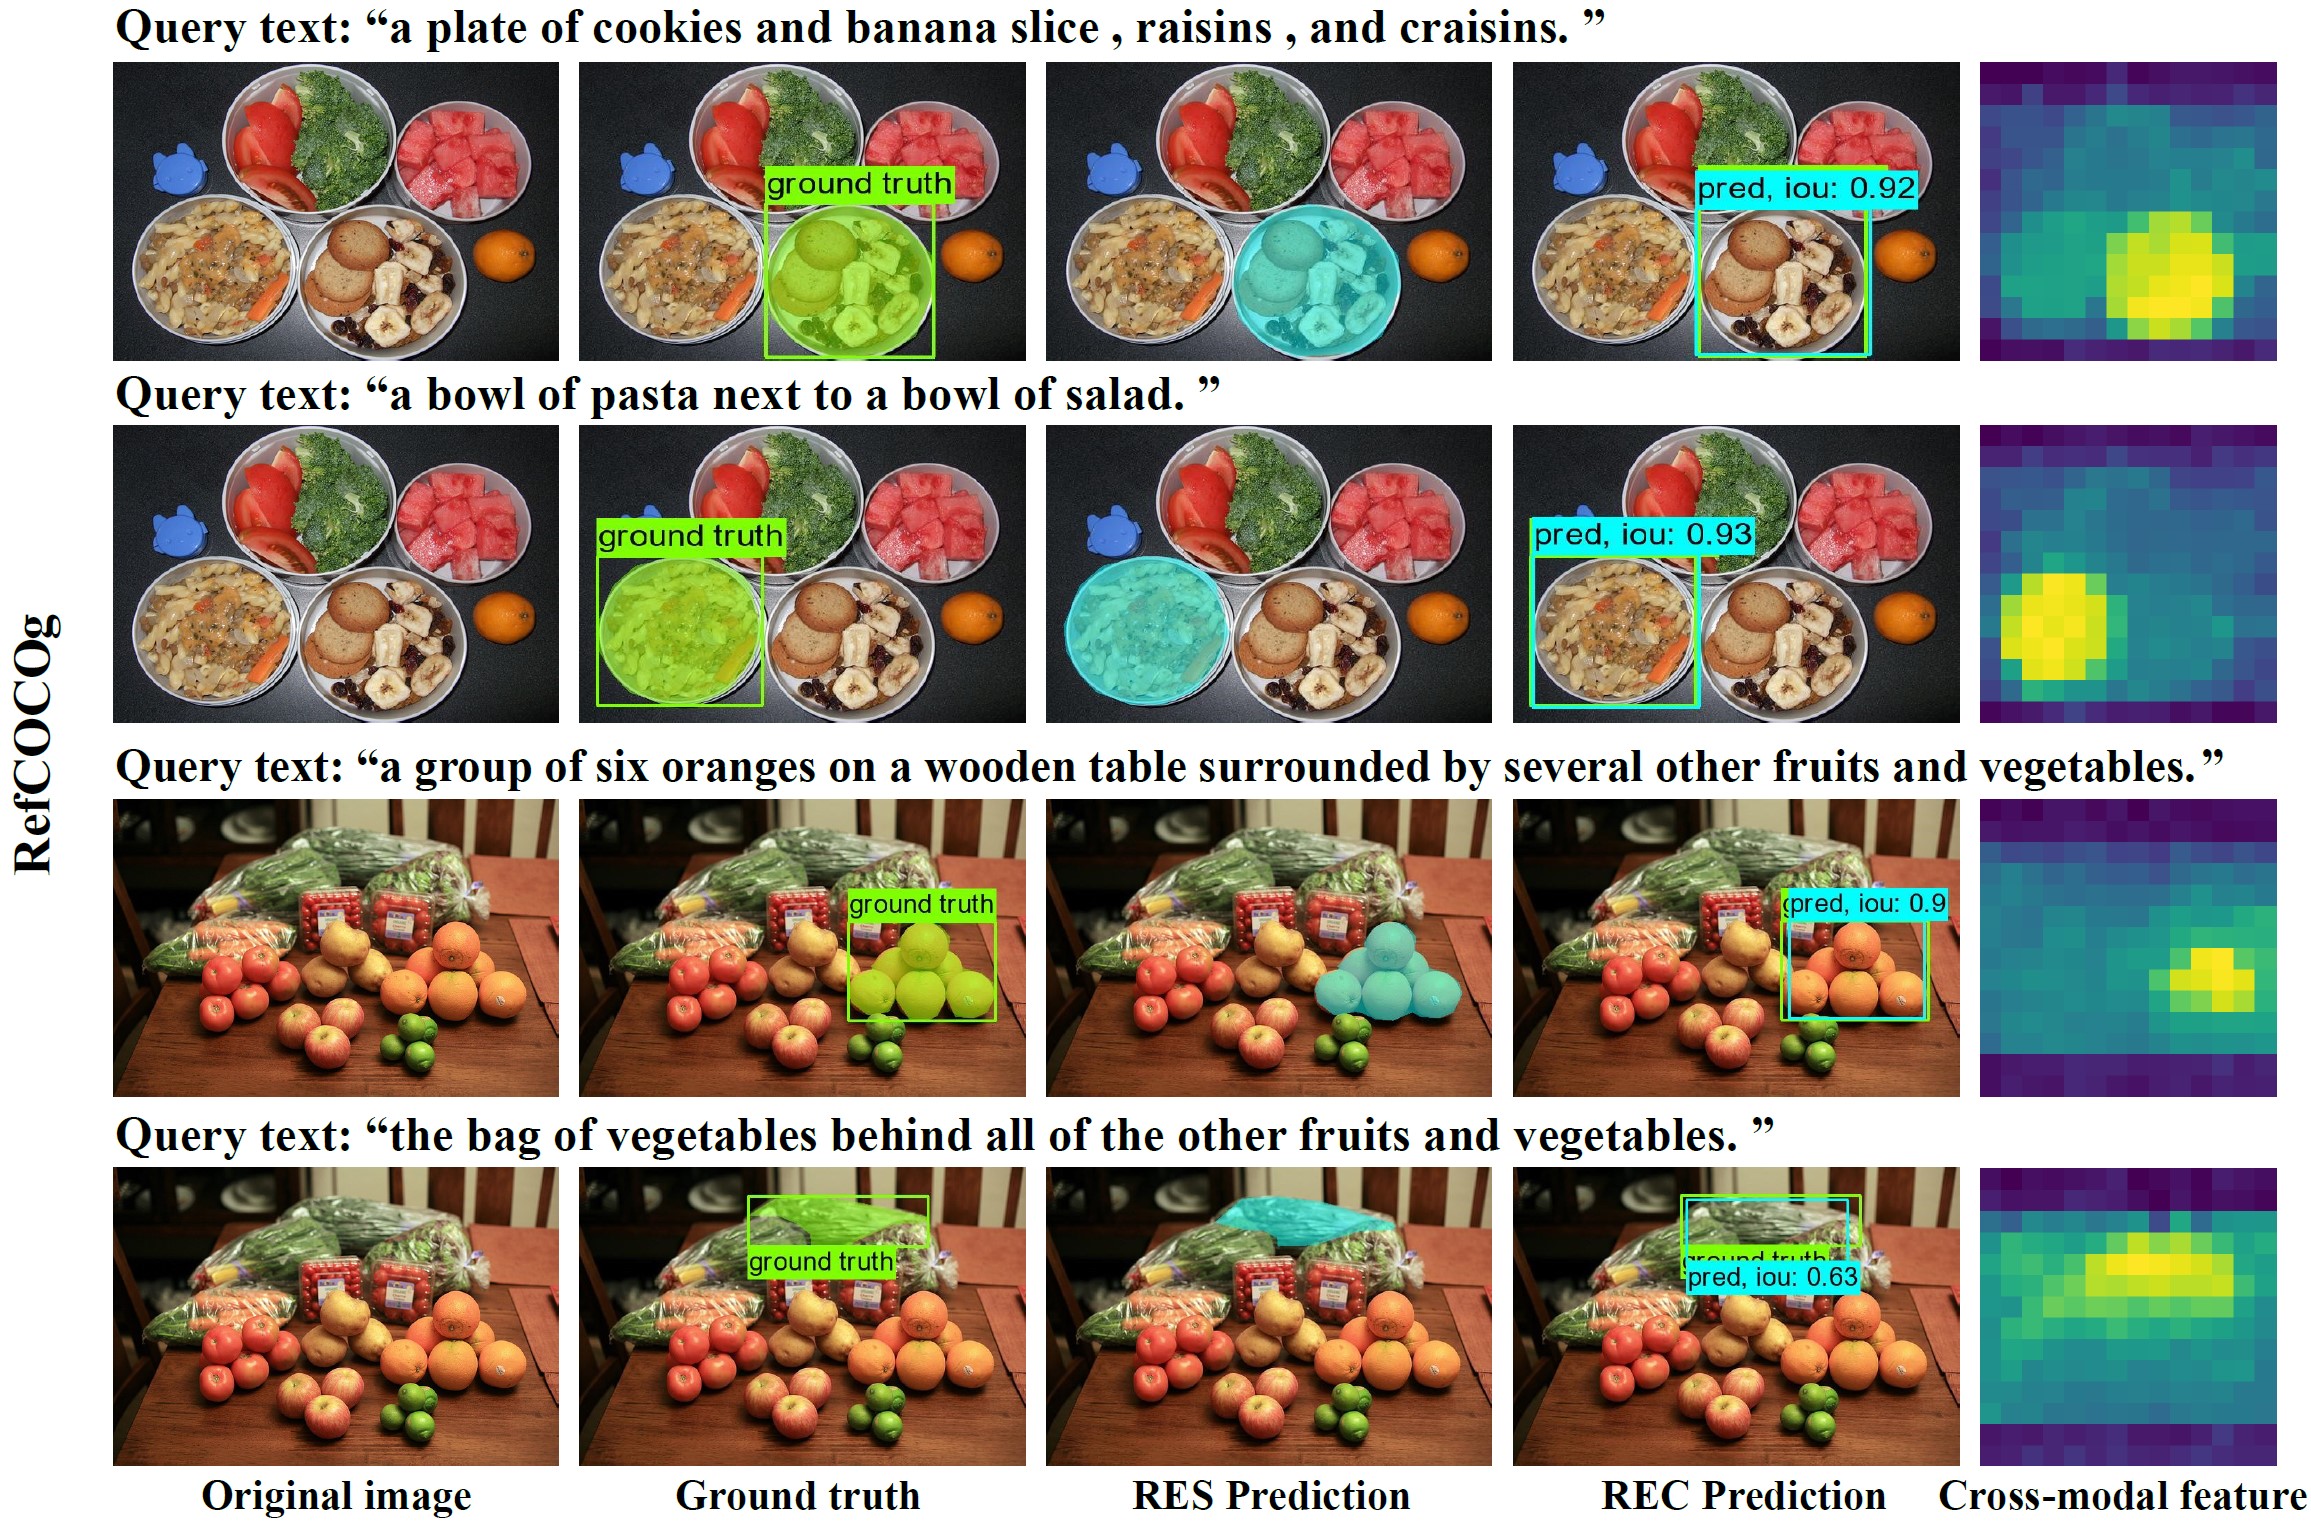 Query text: “a plate of cookies and banana slice , raisins , and craisins. ”
ground truth
pred, iou: 0.92
Query text: “a bowl of pasta next to a bowl of salad. ”
ground truth
pred, iou: 0.93
RefCOCOg
Query text: “a group of six oranges on a wooden table surrounded by several other fruits and vegetables.”
ground truth
pred, iou: 0.9
Query text: “the bag of vegetables behind all of the other fruits and vegetables. ”
ground truth
ground truth
pred, iou: 0.63
Original image
Ground truth
RES Prediction
REC Prediction
Cross-modal feature